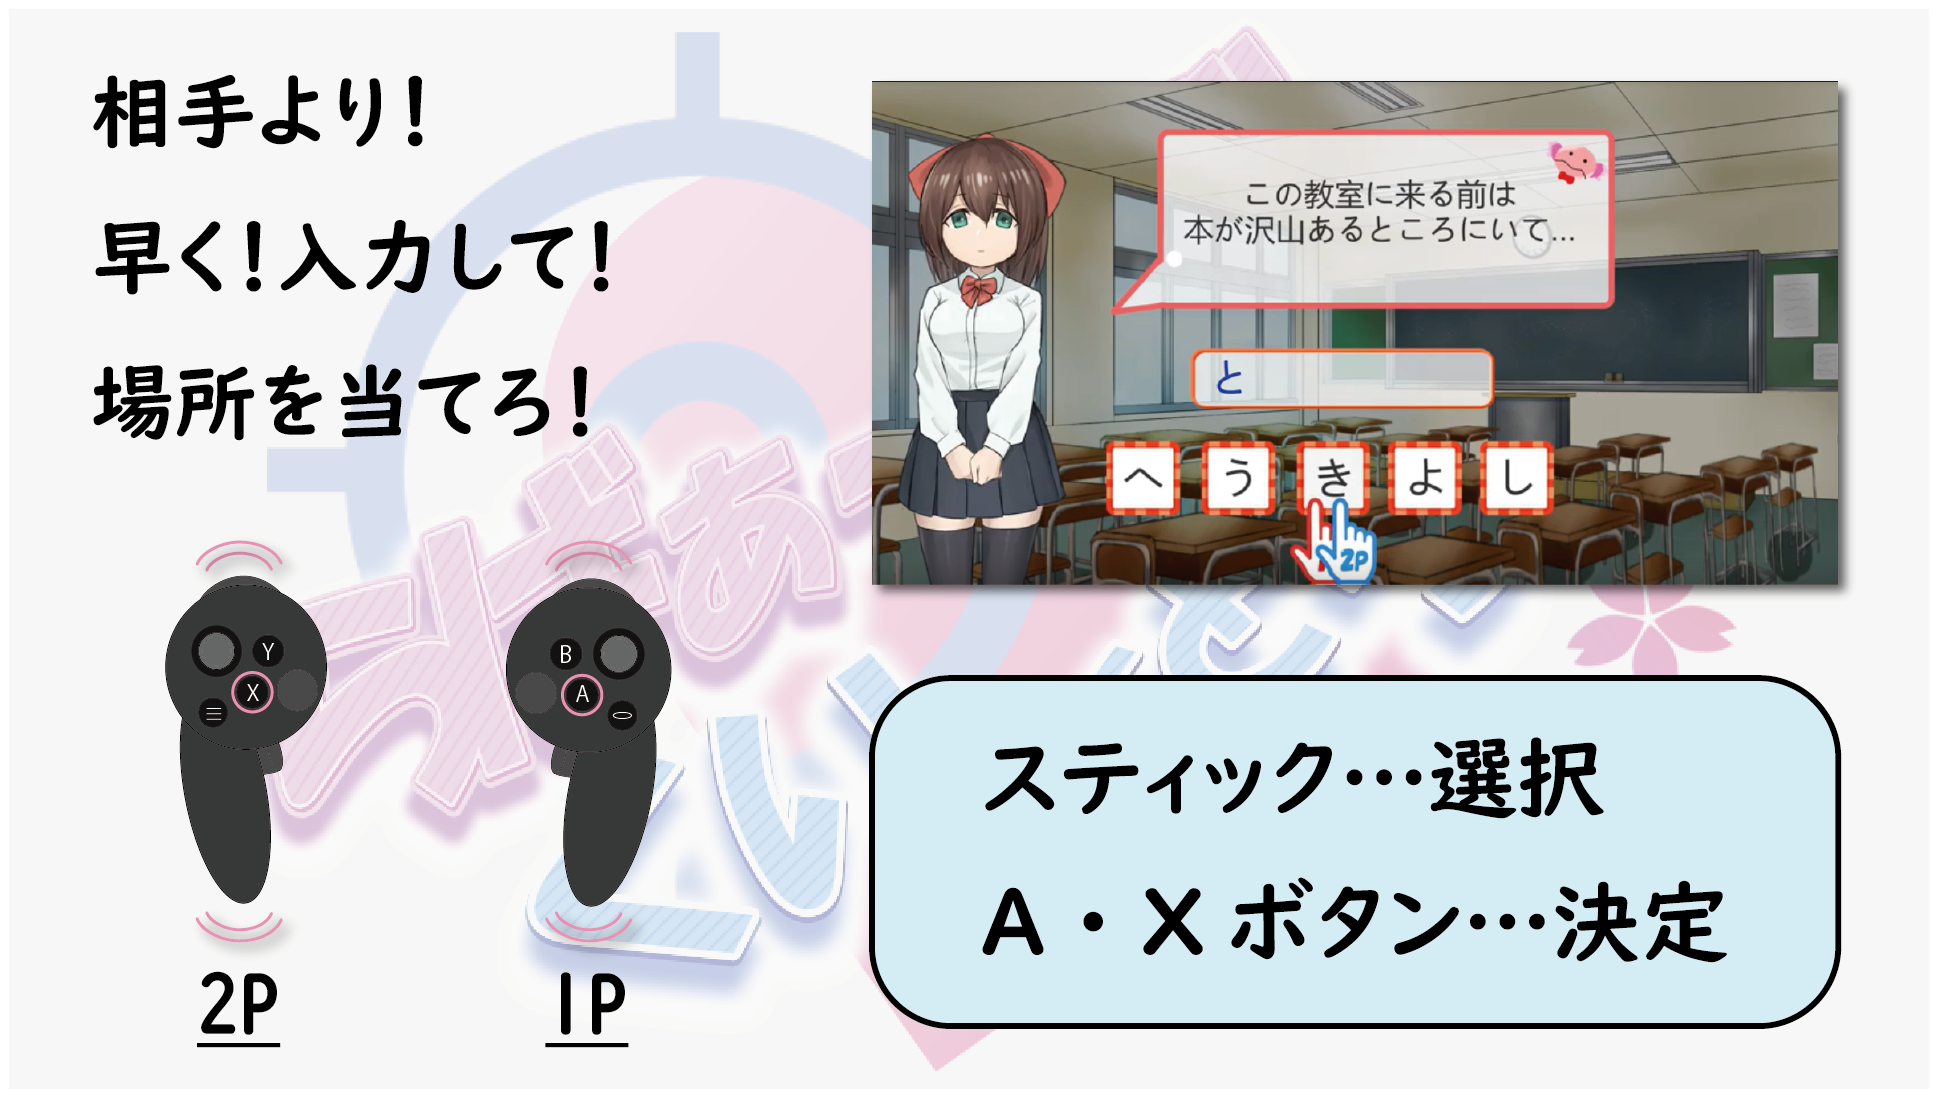 相手より!
早く!入力して!
場所を当てろ!
この教室に来る前は
本が沢山あるところにいて...
と
へ う き よ し
2P
Y
X
B
A
2P
1P
スティック…選択
A・Xボタン…決定